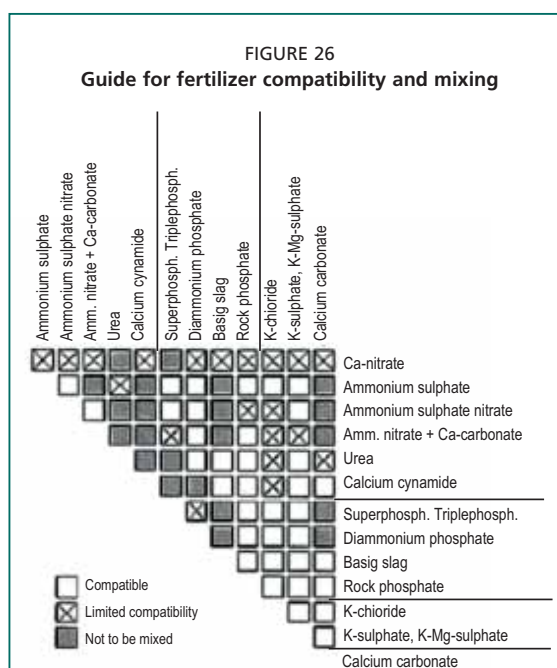 FIGURE 26
Guide for fertilizer compatibility and mixing
Ammonium sulphate
Ammonium sulphate nitrate
Amm. nitrate + Ca-carbonate
Urea
Calcium cynamide
Superphosph. Triplephosph.
Diammonium phosphate
Basig slag
Rock phosphate
K-chloride
K-sulphate, K-Mg-sulphate
Calcium carbonate
Ca-nitrate
Ammonium sulphate
Ammonium sulphate nitrate
Amm. nitrate + Ca-carbonate
Urea
Calcium cynamide
Superphosph. Triplephosph.
Diammonium phosphate
Basig slag
Rock phosphate
K-chioride
K-sulphate, K-Mg-sulphate
Calcium carbonate
Compatible
Limited compatibility
Not to be mixed